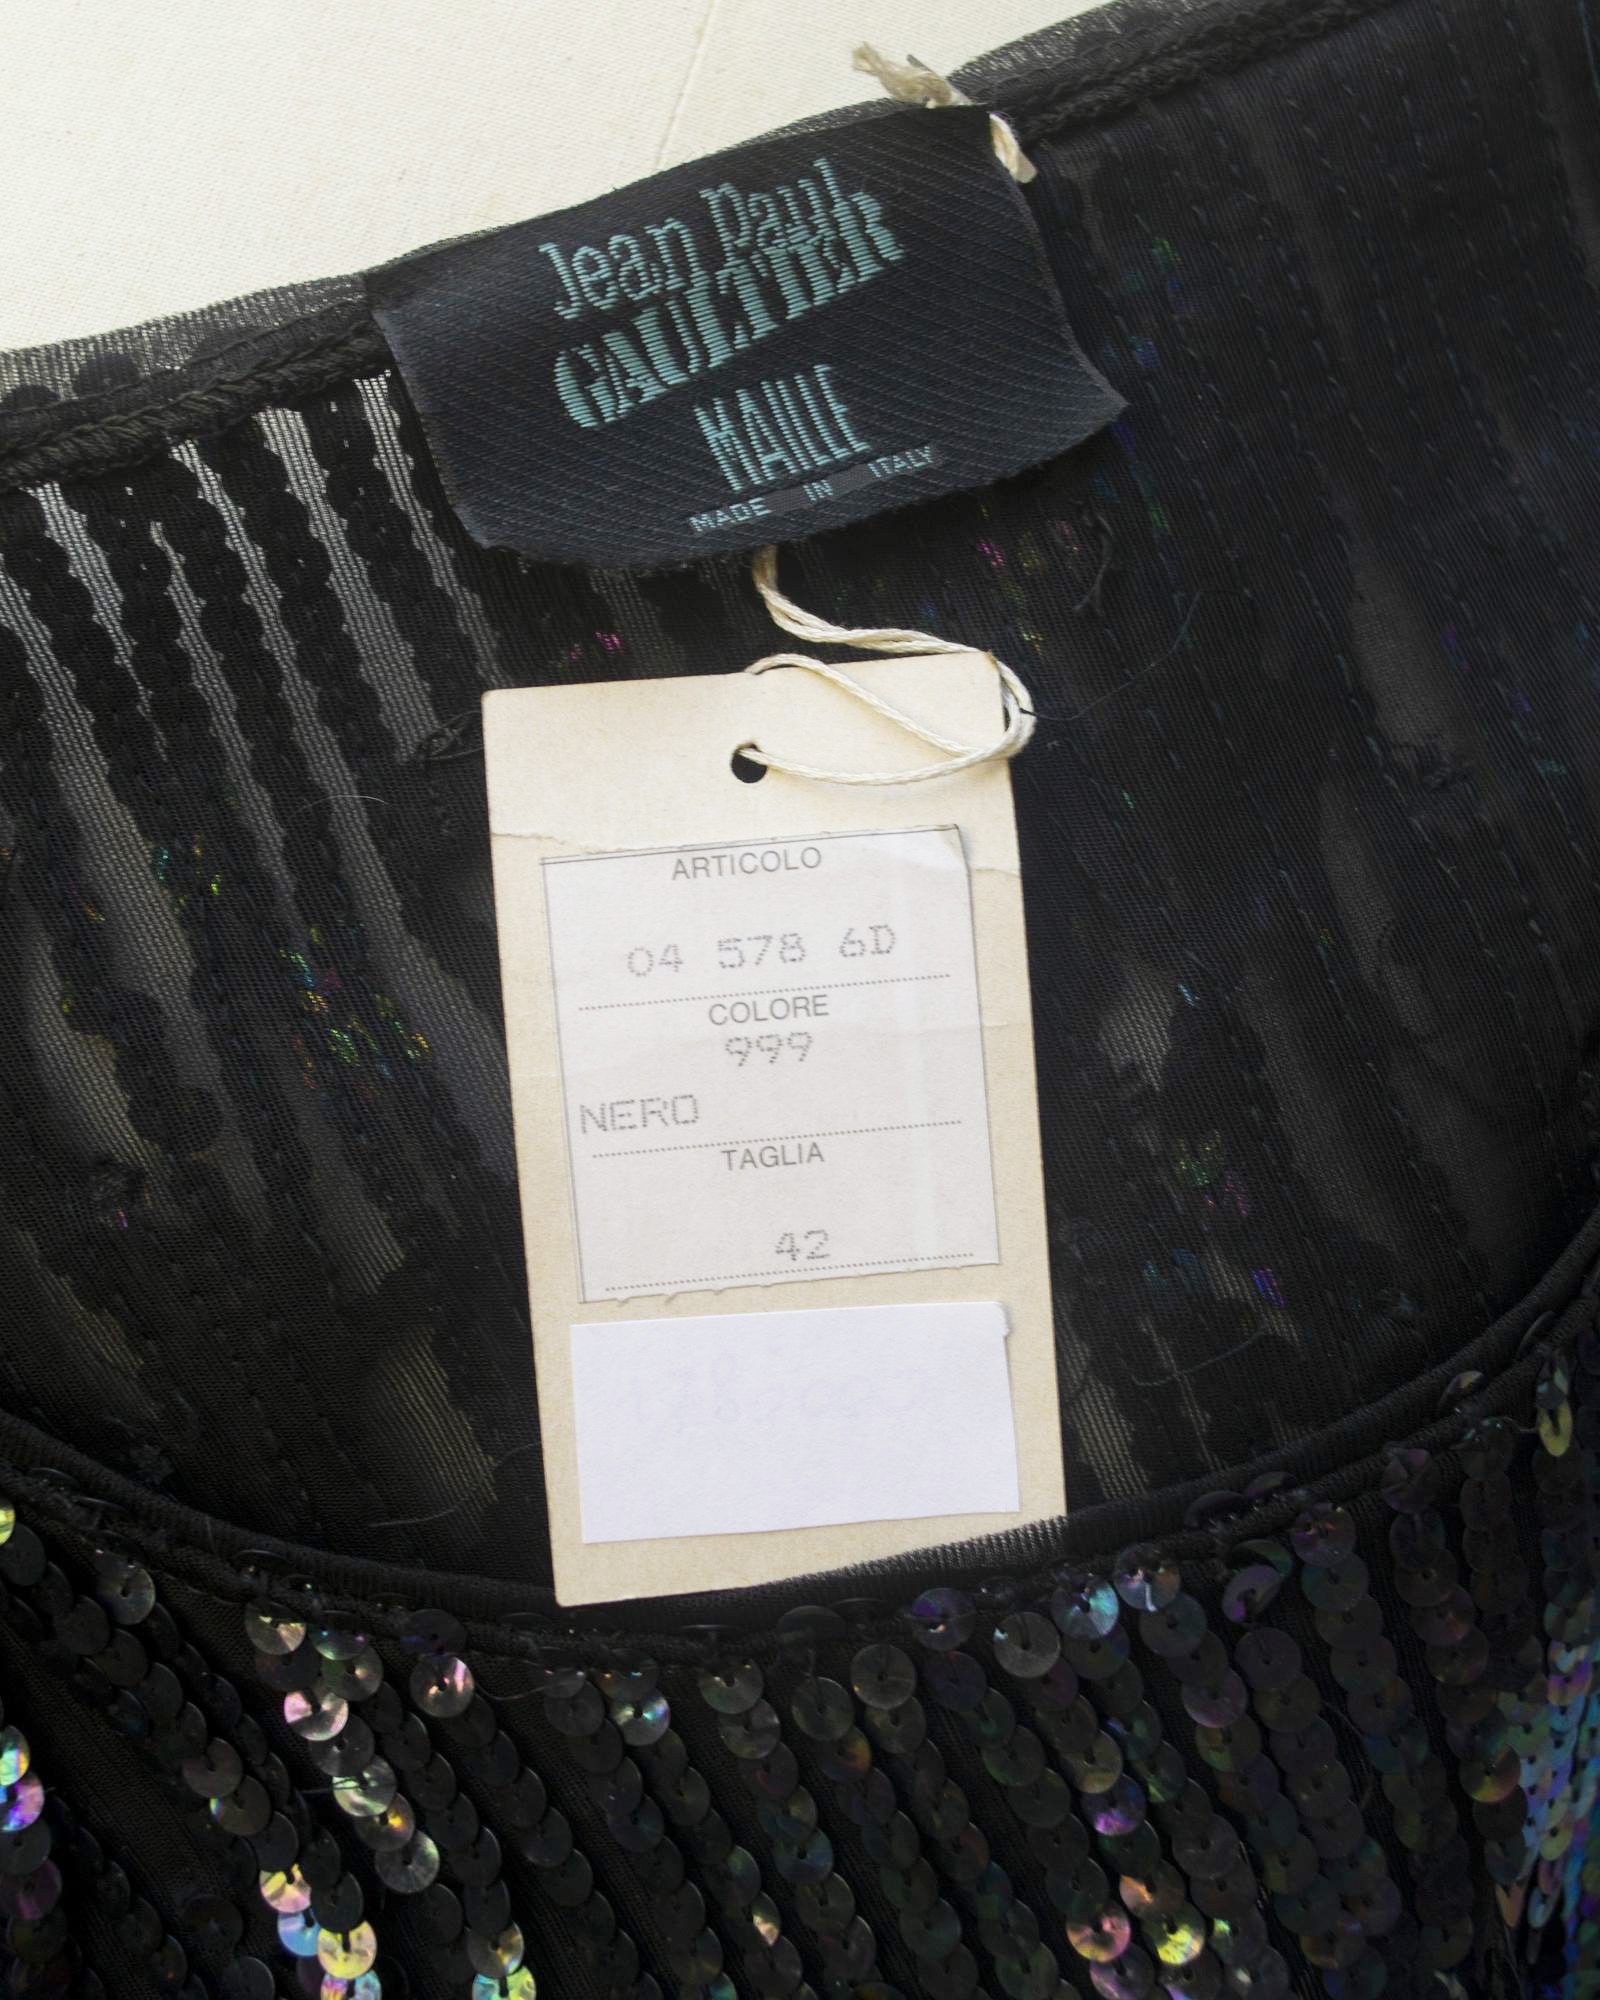 Jean Paul
GAULTIER
MAILLE
MADE IN ITALY
ARTICOLO
04 578 6D
COLORE
999
NERO
TAGLIA
42